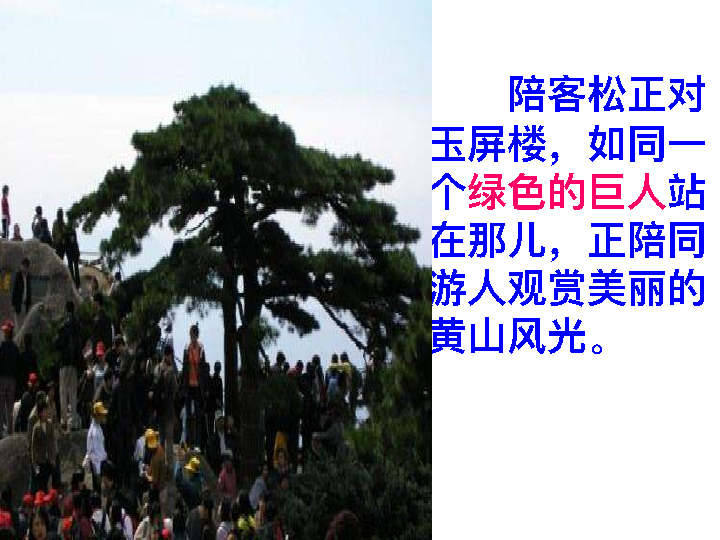 陪客松正对
玉屏楼，如同一
个绿色的巨人站
在那儿，正陪同
游人观赏美丽的
黄山风光。